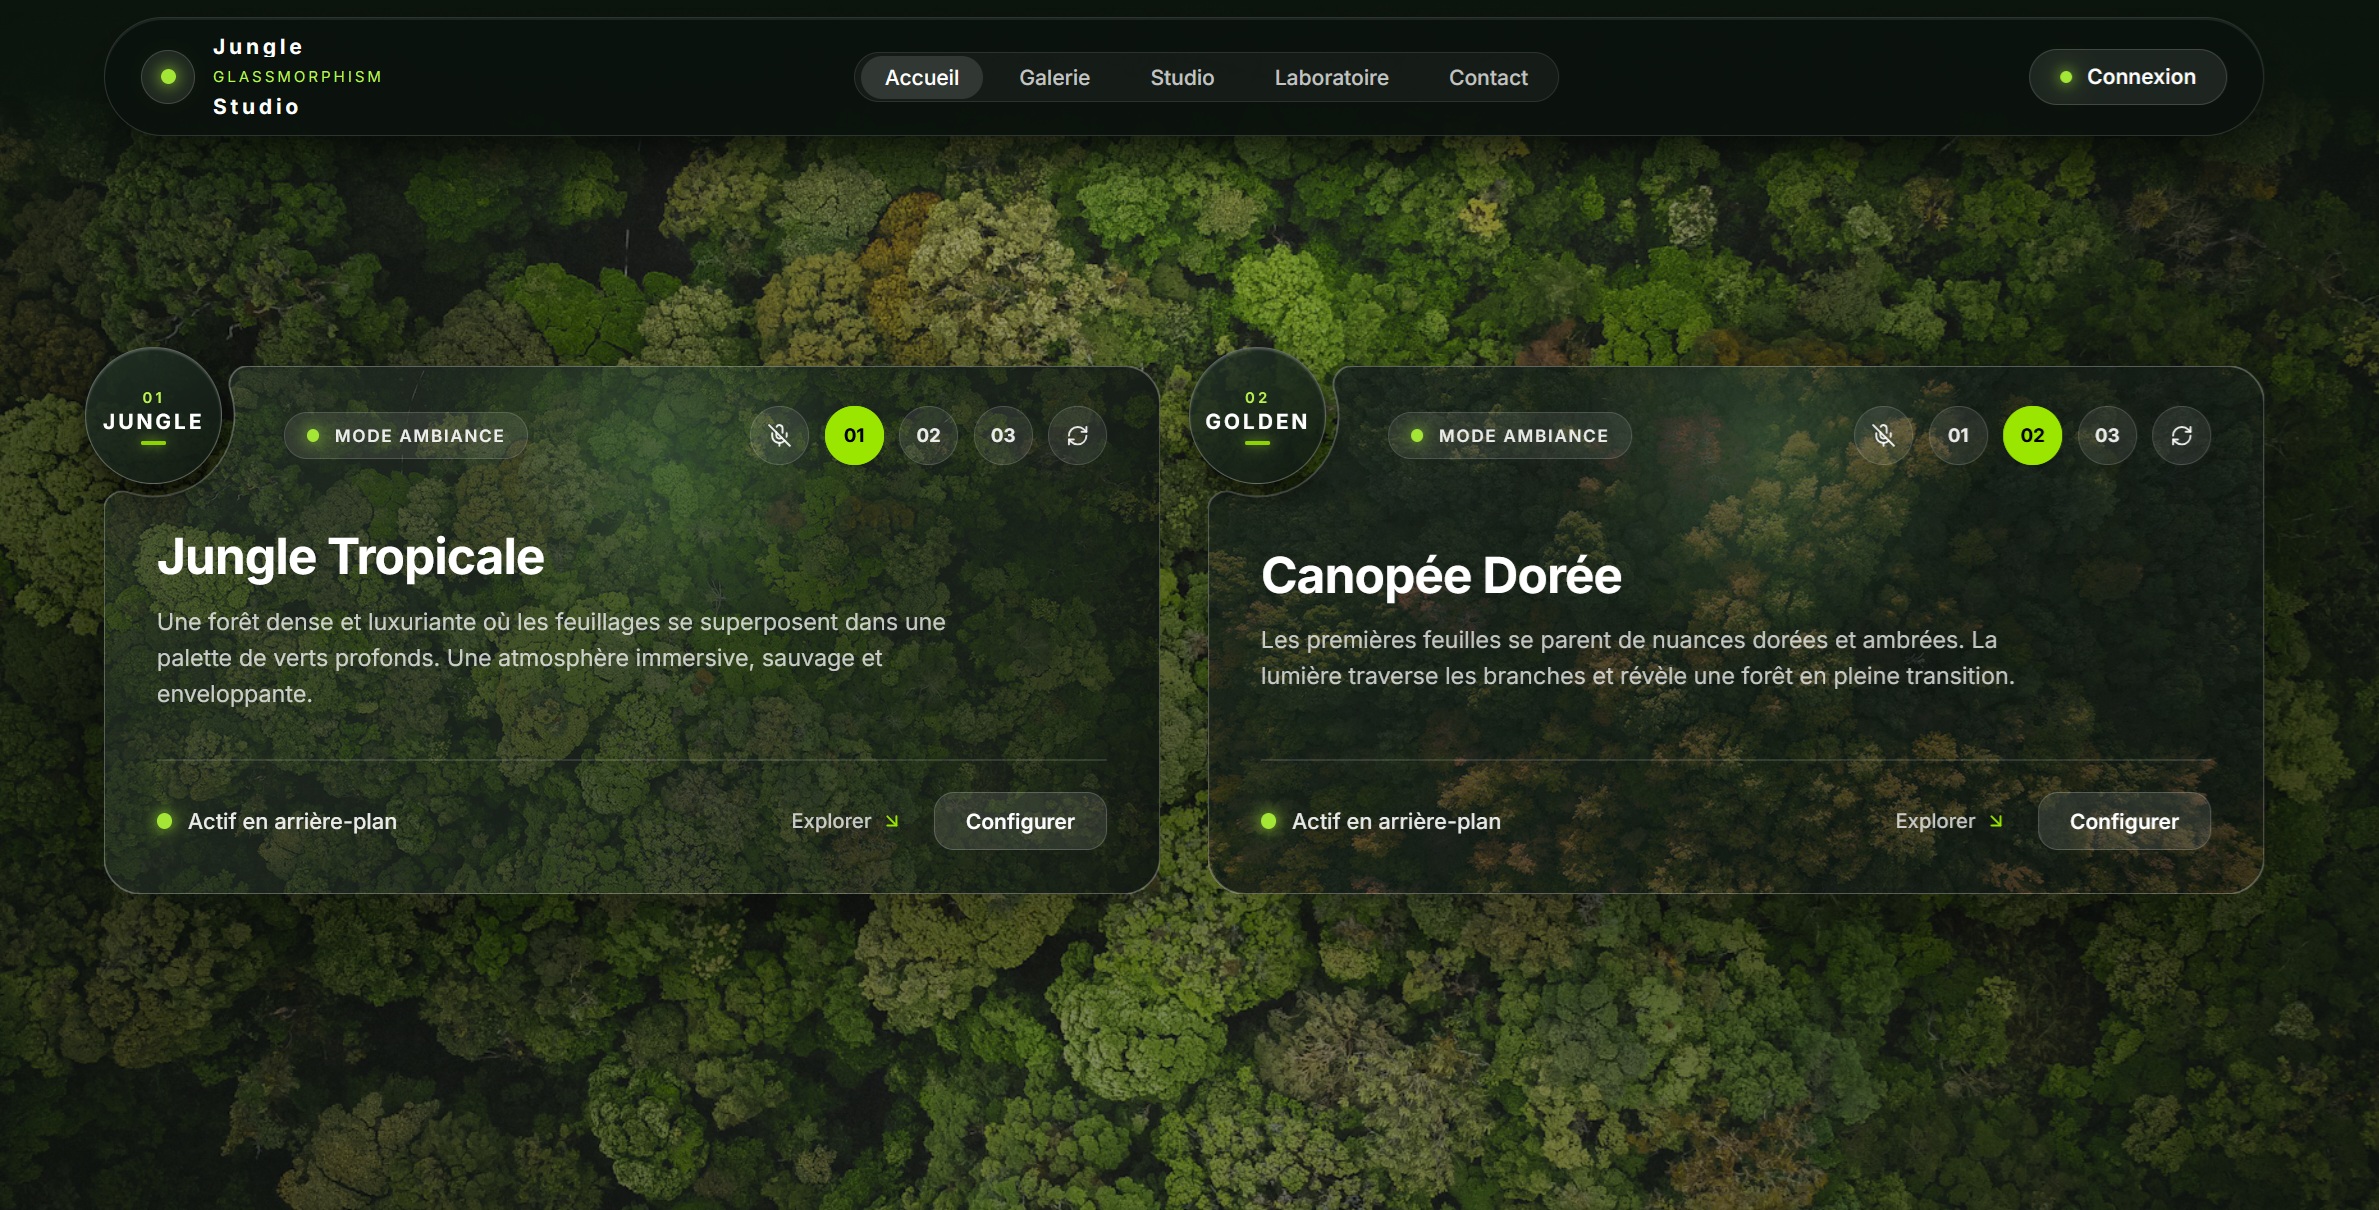 Jungle
GLASSMORPHISM
Studio
Accueil
Galerie
Studio
Laboratoire
Contact
Connexion
01
JUNGLE
MODE AMBIANCE
01
02
03
Jungle Tropicale
Une forêt dense et luxuriante où les feuillages se superposent dans une
palette de verts profonds. Une atmosphère immersive, sauvage et
enveloppante.
Actif en arrière-plan
Explorer
Configurer
02
GOLDEN
MODE AMBIANCE
01
02
03
Canopée Dorée
Les premières feuilles se parent de nuances dorées et ambrées. La
lumière traverse les branches et révèle une forêt en pleine transition.
Actif en arrière-plan
Explorer
Configurer